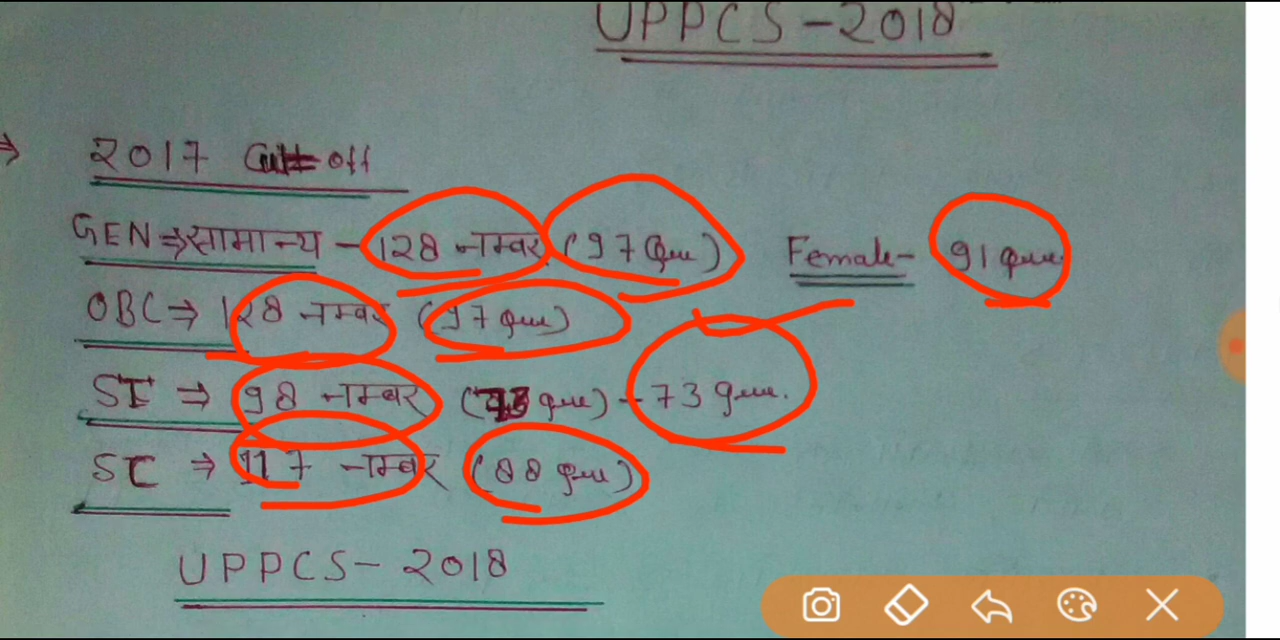 UPPCS-2018
⇒ 2017 Cut off
GEN⇒सामान्य - 128 नम्बर (97 Que) Female- 91 que
OBC ⇒ 128 नम्बर (97 que)
ST ⇒ 98 नम्बर (73 que) - 73 que.
SC ⇒ 117 नम्बर (88 que)
UPPCS- 2018